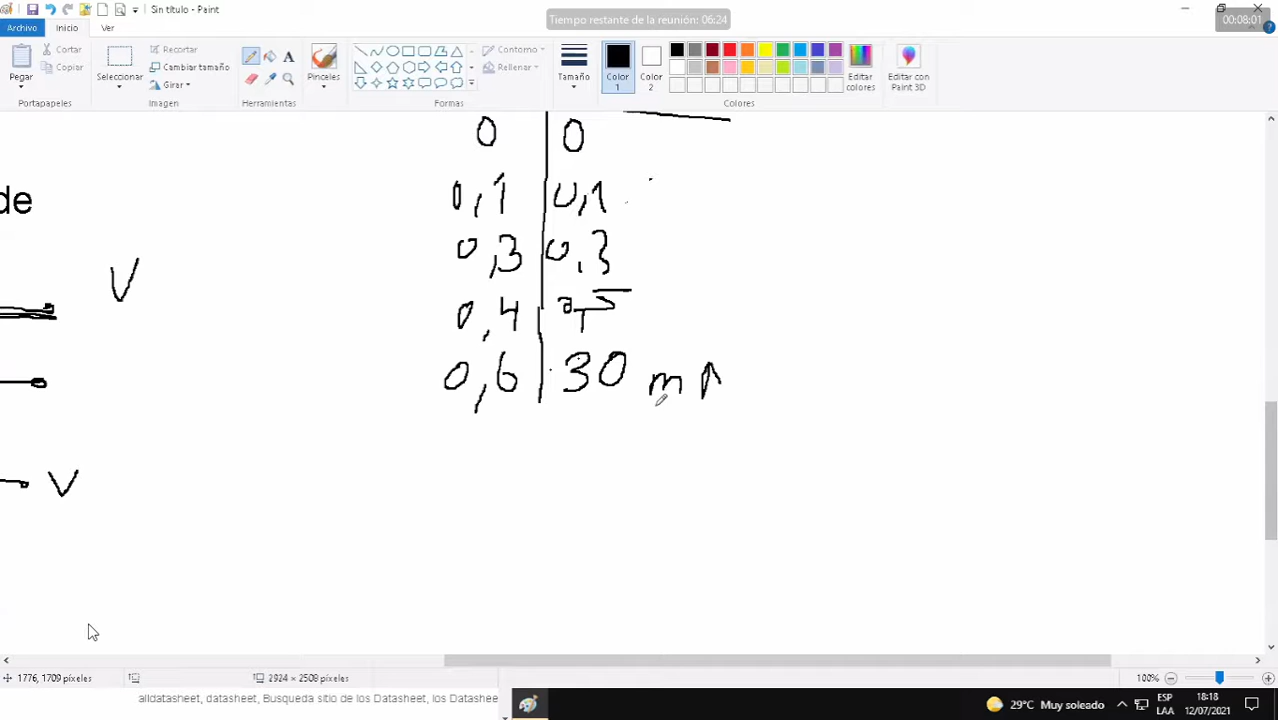 Sin título - Paint
Tiempo restante de la reunión: 06:24
00:08:01
Archivo Inicio Ver
Pegar
Cortar
Copiar
Portapapeles
Seleccionar
Recortar
Cambiar tamaño
Girar
Imagen
A
Herramientas
Pinceles
Contorno
Rellenar
Formas
Tamaño
Color 1
Color 2
Editar colores
Colores
Editar con Paint 3D
de
V
V
0 0
0,1 0,1
0,3 0,3
0,4
0,6 30 mA
1776, 1709 píxeles
2924 × 2508 píxeles
100%
alldatasheet, datasheet, Busqueda sitio de los Datasheet, los Datashee
29°C Muy soleado
ESP
LAA
18:18
12/07/2021